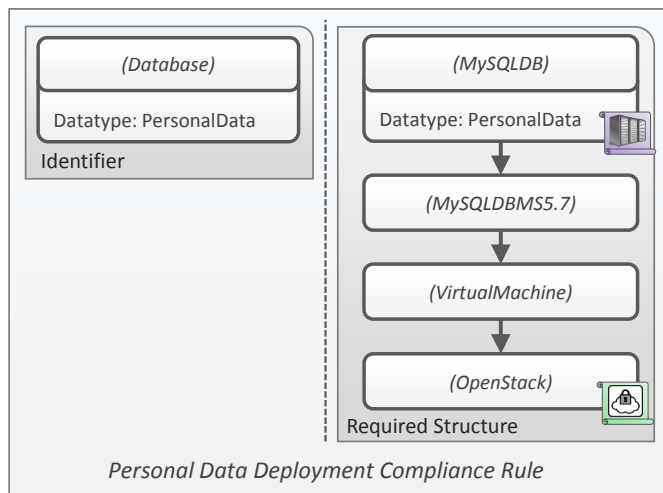 (Database)
Datatype: PersonalData
Identifier
(MySQLDB)
Datatype: PersonalData
(MySQLDBMS5.7)
(VirtualMachine)
(OpenStack)
Required Structure
Personal Data Deployment Compliance Rule